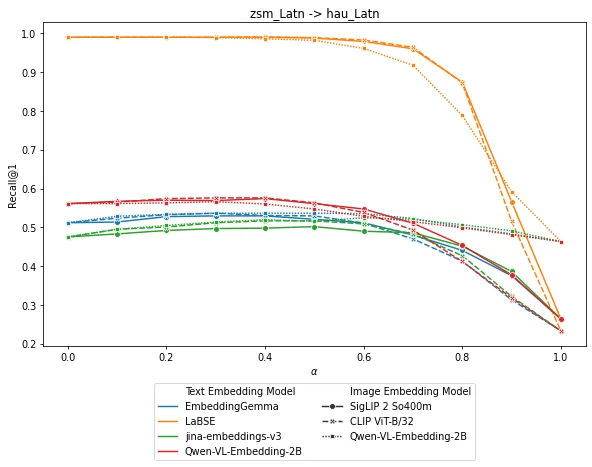 zsm_Latn -> hau_Latn
Recall@1
1.0
0.9
0.8
0.7
0.6
0.5
0.4
0.3
0.2
0.0 0.2 0.4 0.6 0.8 1.0
α
Text Embedding Model Image Embedding Model
EmbeddingGemma SigLIP 2 So400m
LaBSE CLIP ViT-B/32
jina-embeddings-v3 Qwen-VL-Embedding-2B
Qwen-VL-Embedding-2B